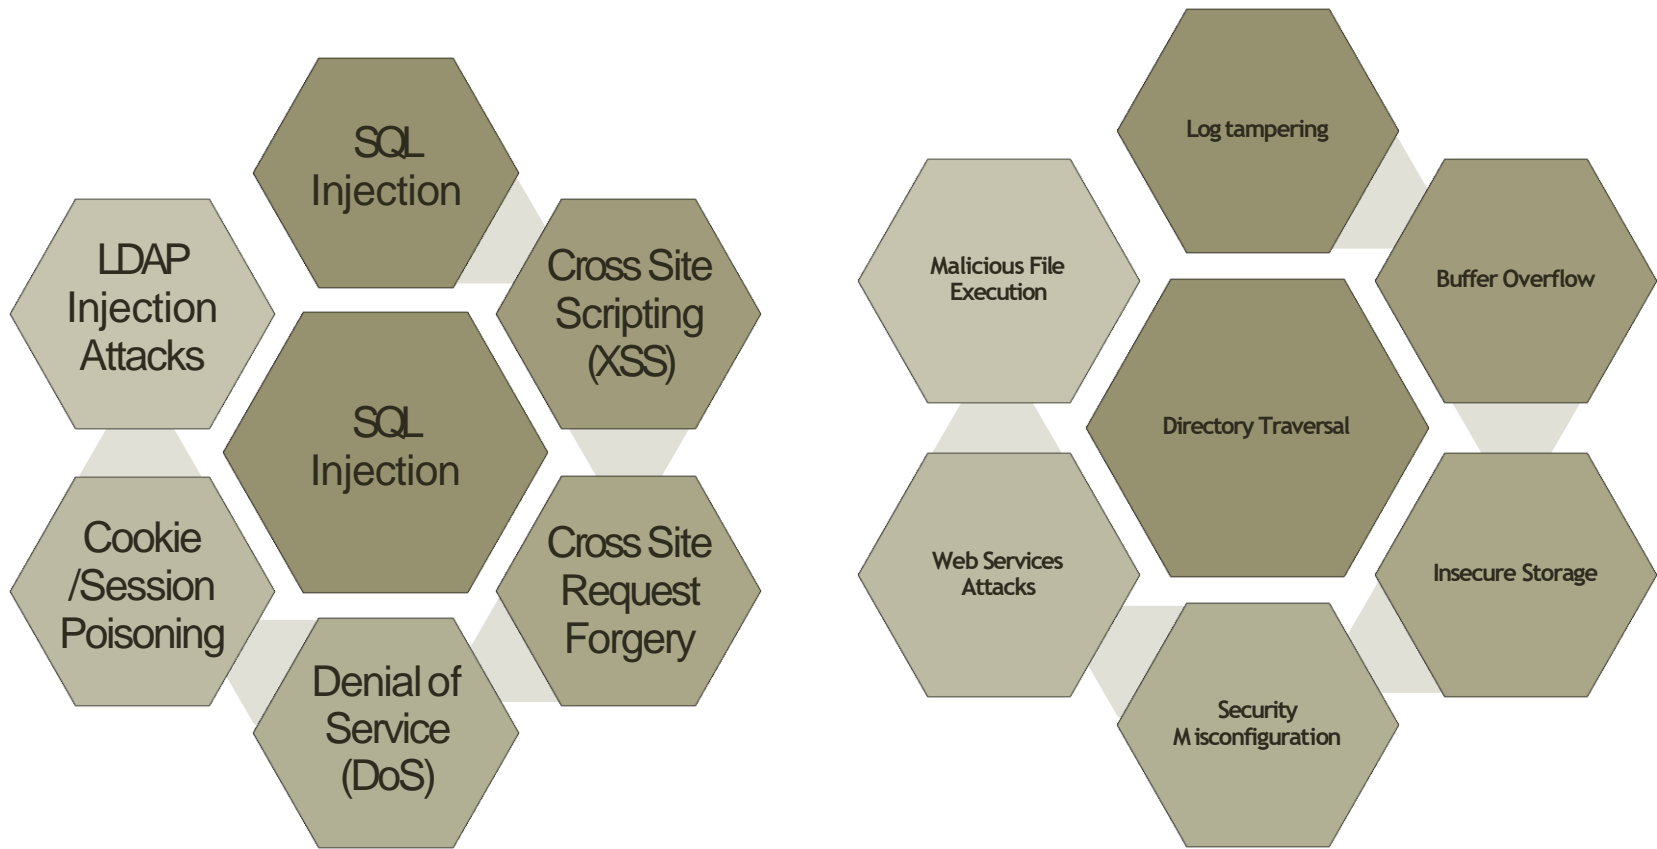 SQL
Injection
Cross Site
Scripting
(XSS)
Cross Site
Request
Forgery
Denial of
Service
(DoS)
Cookie
/Session
Poisoning
LDAP
Injection
Attacks
SQL
Injection
Log tampering
Buffer Overflow
Insecure Storage
Security
Misconfiguration
Web Services
Attacks
Malicious File
Execution
Directory Traversal